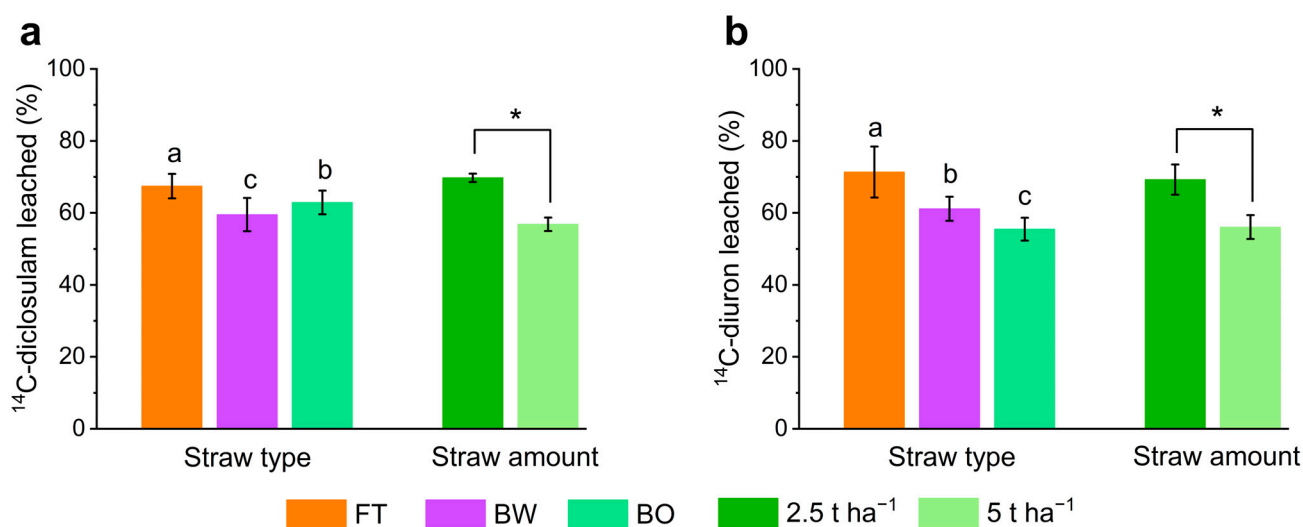 a
100
80
60
40
20
0
¹⁴C-diclosulam leached (%)
a
c
b
*
Straw type
Straw amount
b
100
80
60
40
20
0
¹⁴C-diuron leached (%)
a
b
c
*
Straw type
Straw amount
FT BW BO 2.5 t ha⁻¹ 5 t ha⁻¹